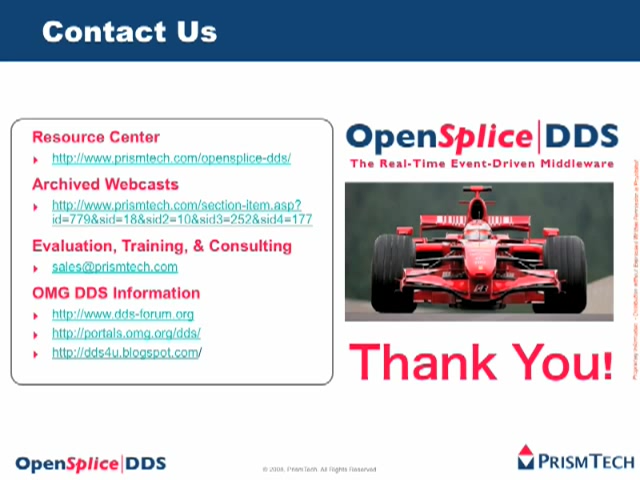 Contact Us
Resource Center
http://www.prismtech.com/opensplice-dds/
Archived Webcasts
http://www.prismtech.com/section-item.asp?
id=779&sid=18&sid2=10&sid3=252&sid4=177
Evaluation, Training, & Consulting
sales@prismtech.com
OMG DDS Information
http://www.dds-forum.org
http://portals.omg.org/dds/
http://dds4u.blogspot.com/
OpenSplice|DDS
The Real-Time Event-Driven Middleware
Thank You!
OpenSplice|DDS
PrismTech. All Rights Reserved
PRISMTECH